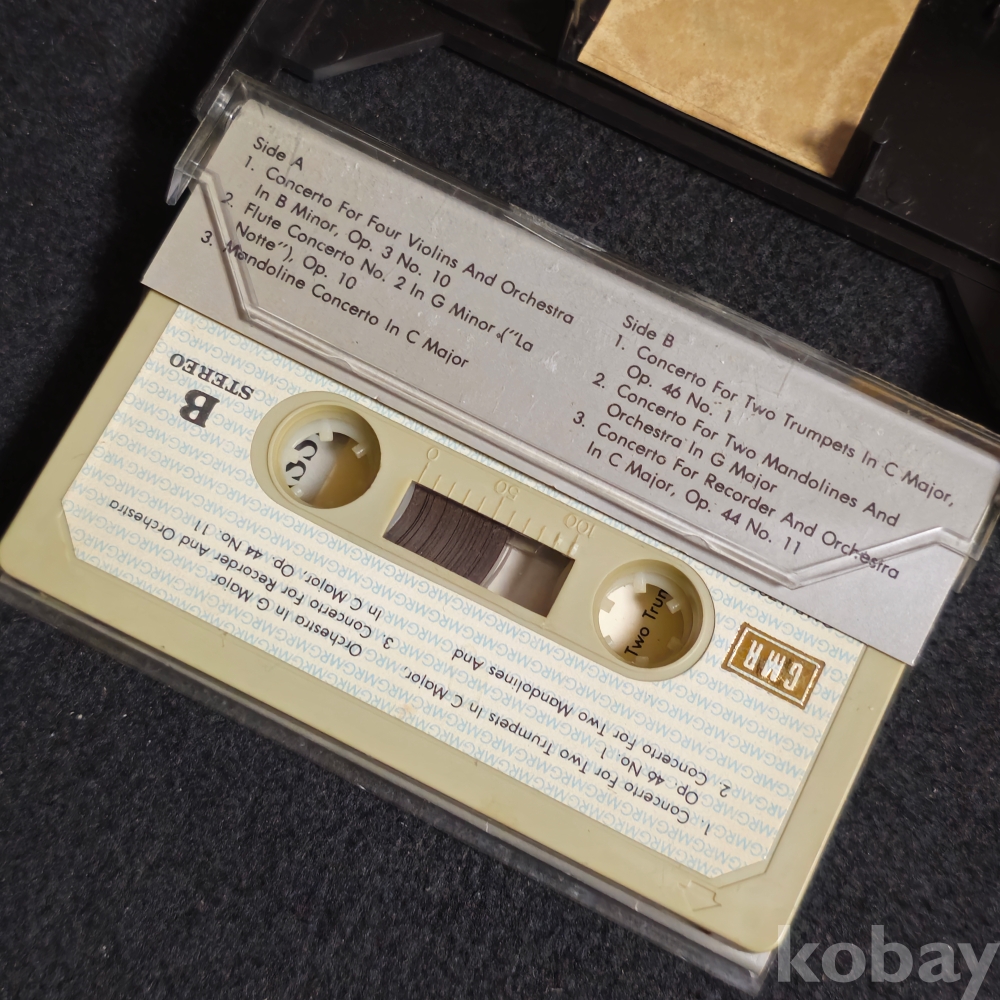 Side A
1. Concerto For Four Violins And Orchestra
In B Minor, Op. 3 No. 10
2. Flute Concerto No. 2 In G Minor ("La
Notte"), Op. 10
3. Mandoline Concerto In C Major
Side B
1. Concerto For Two Trumpets In C Major,
Op. 46 No. 1
2. Concerto For Two Mandolines And
Orchestra In G Major
3. Concerto For Recorder And Orchestra
In C Major, Op. 44 No. 11
B
STEREO
0 50 100
Two Trum
GMR
1. Concerto For Two Trumpets In C Major,
Op. 46 No. 1
2. Concerto For Two Mandolines And
Orchestra In G Major
3. Concerto For Recorder And Orchestra
In C Major, Op. 44 No. 11
kobay